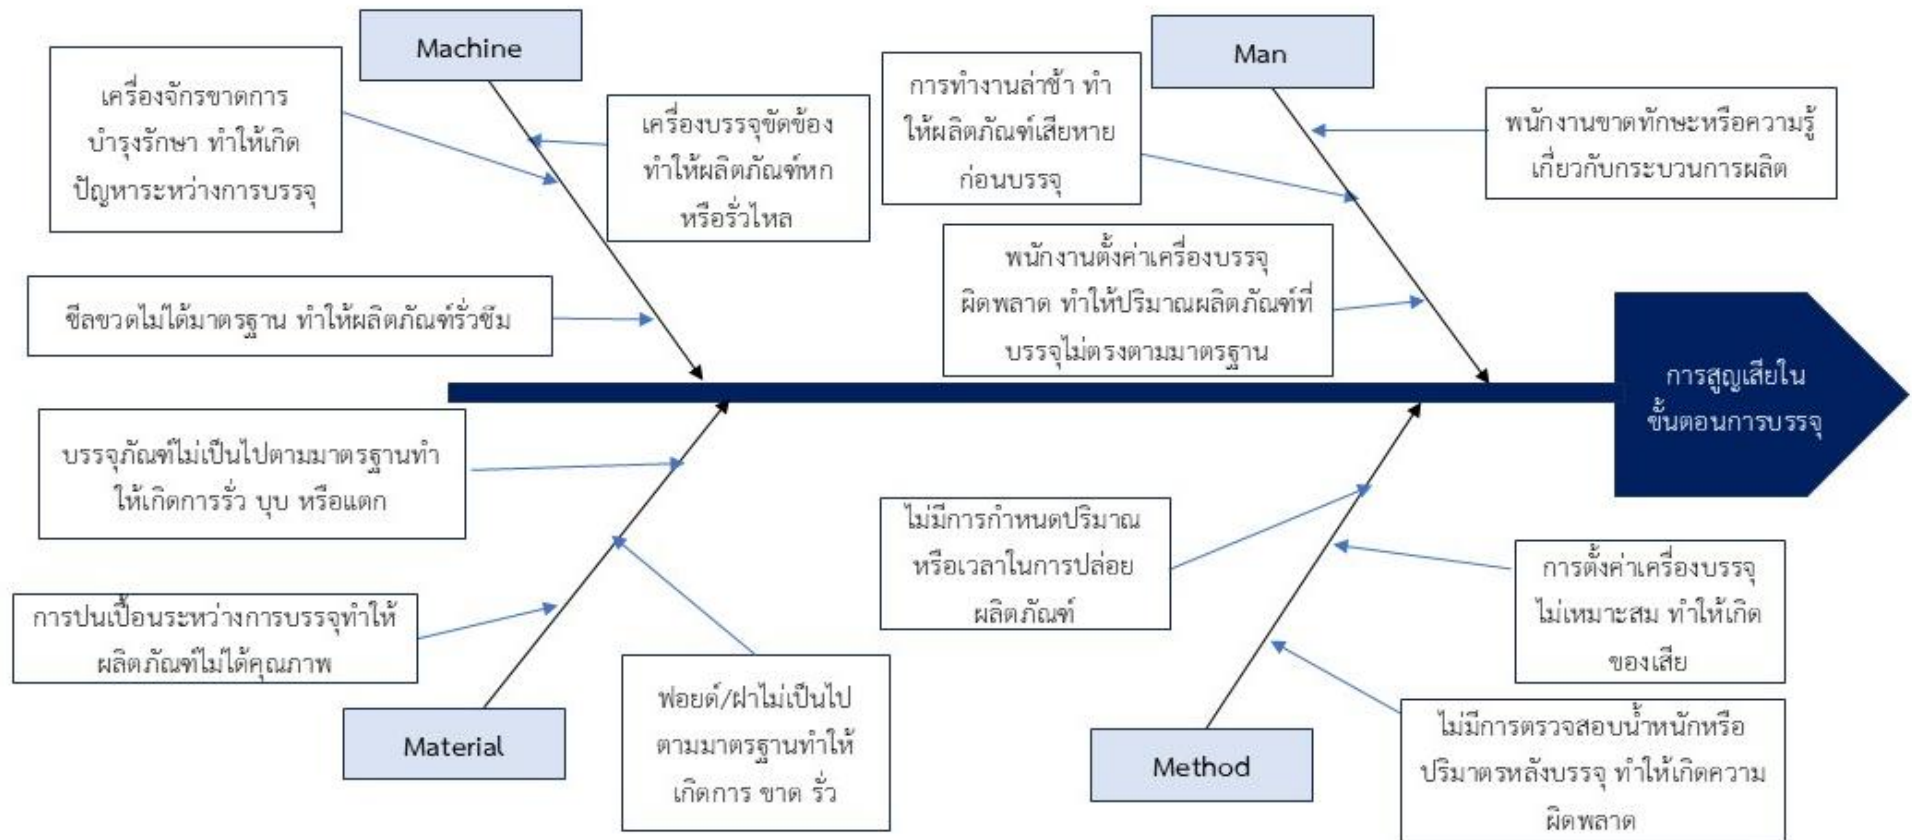 Machine
เครื่องจักรขาดการ
บำรุงรักษา ทำให้เกิด
ปัญหาระหว่างการบรรจุ
เครื่องบรรจุขัดข้อง
ทำให้ผลิตภัณฑ์หก
หรือรั่วไหล
ซีลขวดไม่ได้มาตรฐาน ทำให้ผลิตภัณฑ์รั่วซึม
Man
การทำงานล่าช้า ทำ
ให้ผลิตภัณฑ์เสียหาย
ก่อนบรรจุ
พนักงานขาดทักษะหรือความรู้
เกี่ยวกับกระบวนการผลิต
พนักงานตั้งค่าเครื่องบรรจุ
ผิดพลาด ทำให้ปริมาณผลิตภัณฑ์ที่
บรรจุไม่ตรงตามมาตรฐาน
การสูญเสียใน
ขั้นตอนการบรรจุ
บรรจุภัณฑ์ไม่เป็นไปตามมาตรฐานทำ
ให้เกิดการรั่ว บุบ หรือแตก
การปนเปื้อนระหว่างการบรรจุทำให้
ผลิตภัณฑ์ไม่ได้คุณภาพ
ฟอยด์/ฝาไม่เป็นไป
ตามมาตรฐานทำให้
เกิดการ ขาด รั่ว
Material
ไม่มีการกำหนดปริมาณ
หรือเวลาในการปล่อย
ผลิตภัณฑ์
การตั้งค่าเครื่องบรรจุ
ไม่เหมาะสม ทำให้เกิด
ของเสีย
ไม่มีการตรวจสอบน้ำหนักหรือ
ปริมาตรหลังบรรจุ ทำให้เกิดความ
ผิดพลาด
Method